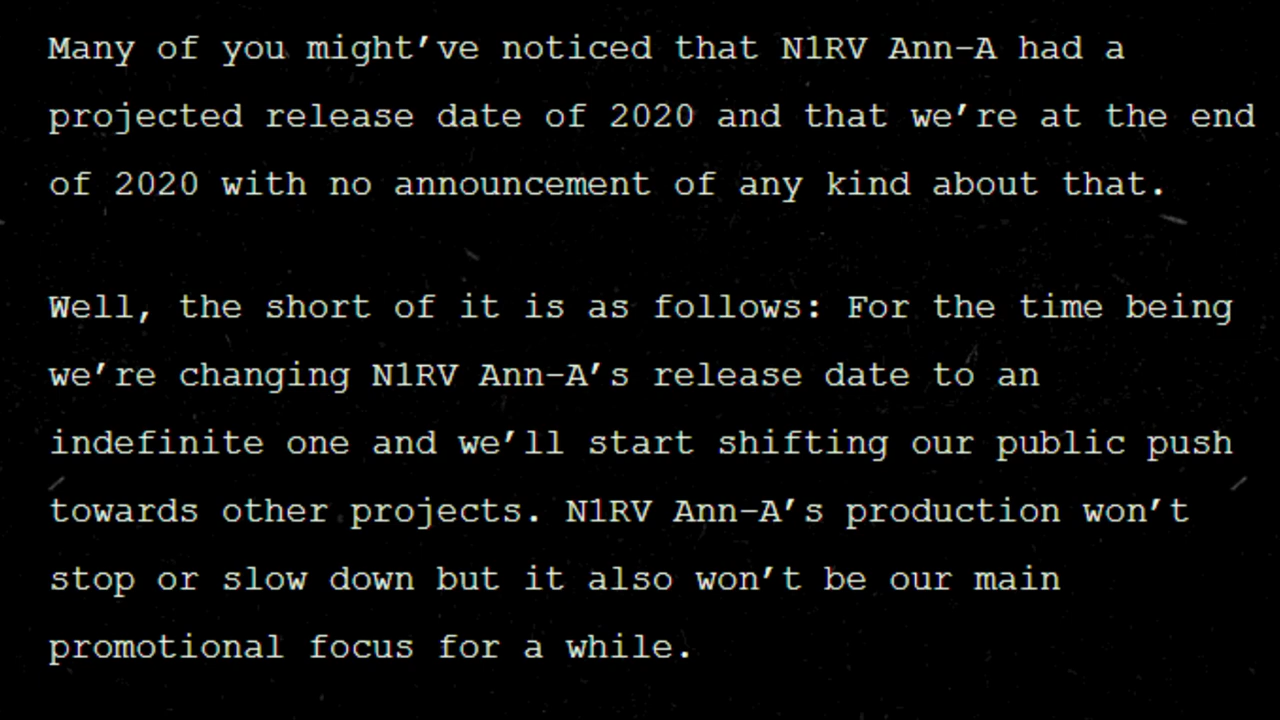 Many of you might’ve noticed that N1RV Ann-A had a
projected release date of 2020 and that we’re at the end
of 2020 with no announcement of any kind about that.
Well, the short of it is as follows: For the time being
we’re changing N1RV Ann-A’s release date to an
indefinite one and we’ll start shifting our public push
towards other projects. N1RV Ann-A’s production won’t
stop or slow down but it also won’t be our main
promotional focus for a while.